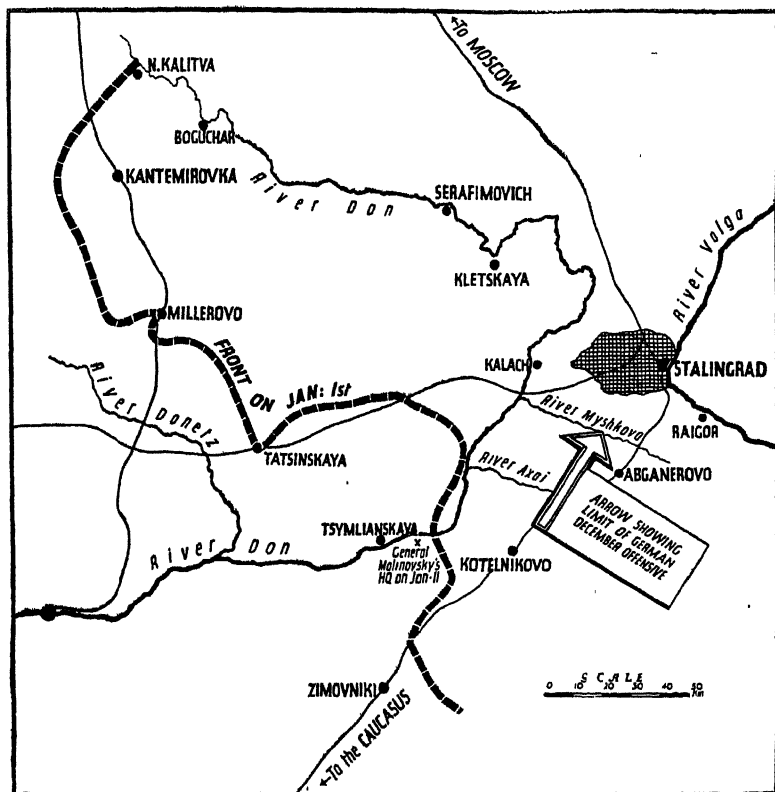 ←To MOSCOW
N.KALITVA
BOGUCHAR
KANTEMIROVKA
River Don
SERAFIMOVICH
KLETSKAYA
River Volga
MILLEROVO
FRONT ON JAN: 1st
KALACH
STALINGRAD
River Donetz
River Myshkovo
RAIGOR
TATSINSKAYA
River Axai
ABGANEROVO
ARROW SHOWING
LIMIT OF GERMAN
DECEMBER OFFENSIVE
TSYMLIANSKAYA
x
General
Malinovsky's
HQ on Jan-11
River Don
KOTELNIKOVO
ZIMOVNIKI
←To the CAUCASUS
SCALE
0 10 20 30 40 50
Km